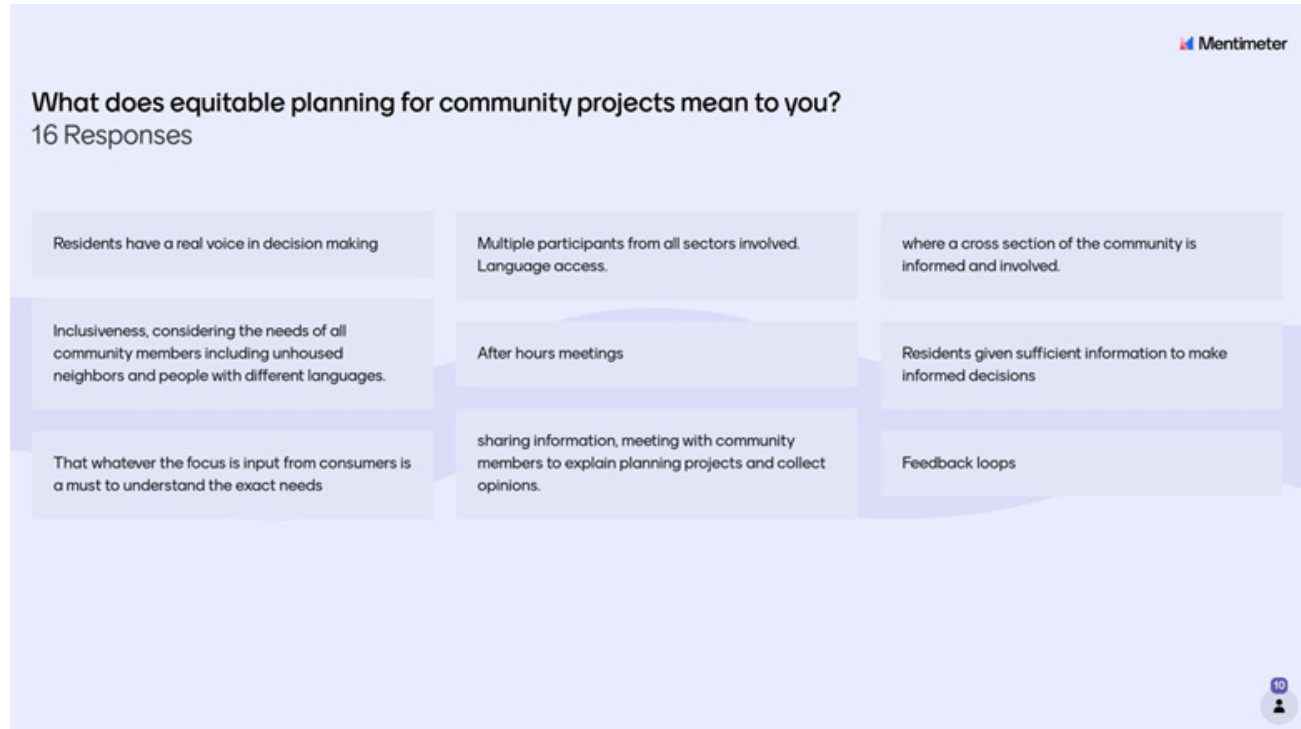 Mentimeter
What does equitable planning for community projects mean to you?
16 Responses
Residents have a real voice in decision making
Multiple participants from all sectors involved.
Language access.
where a cross section of the community is
informed and involved.
Inclusiveness, considering the needs of all
community members including unhoused
neighbors and people with different languages.
After hours meetings
Residents given sufficient information to make
informed decisions
That whatever the focus is input from consumers is
a must to understand the exact needs
sharing information, meeting with community
members to explain planning projects and collect
opinions.
Feedback loops
10